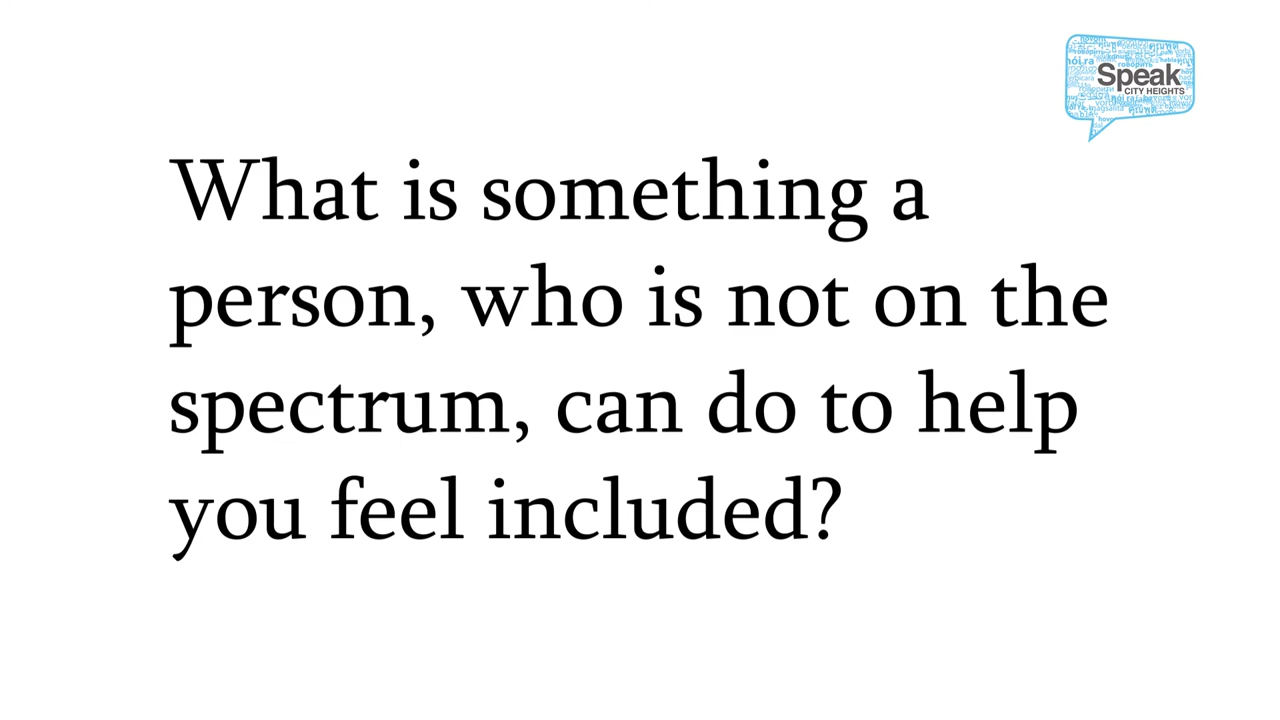 Speak
CITY HEIGHTS
What is something a
person, who is not on the
spectrum, can do to help
you feel included?